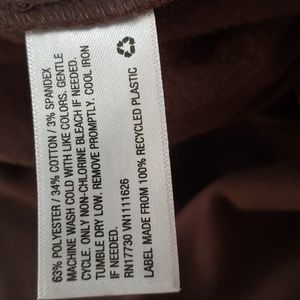 63% POLYESTER / 34% COTTON / 3% SPANDEX
MACHINE WASH COLD WITH LIKE COLORS. GENTLE
CYCLE. ONLY NON-CHLORINE BLEACH IF NEEDED.
TUMBLE DRY LOW. REMOVE PROMPTLY. COOL IRON
IF NEEDED.
RN17730 VN1111626
LABEL MADE FROM 100% RECYCLED PLASTIC